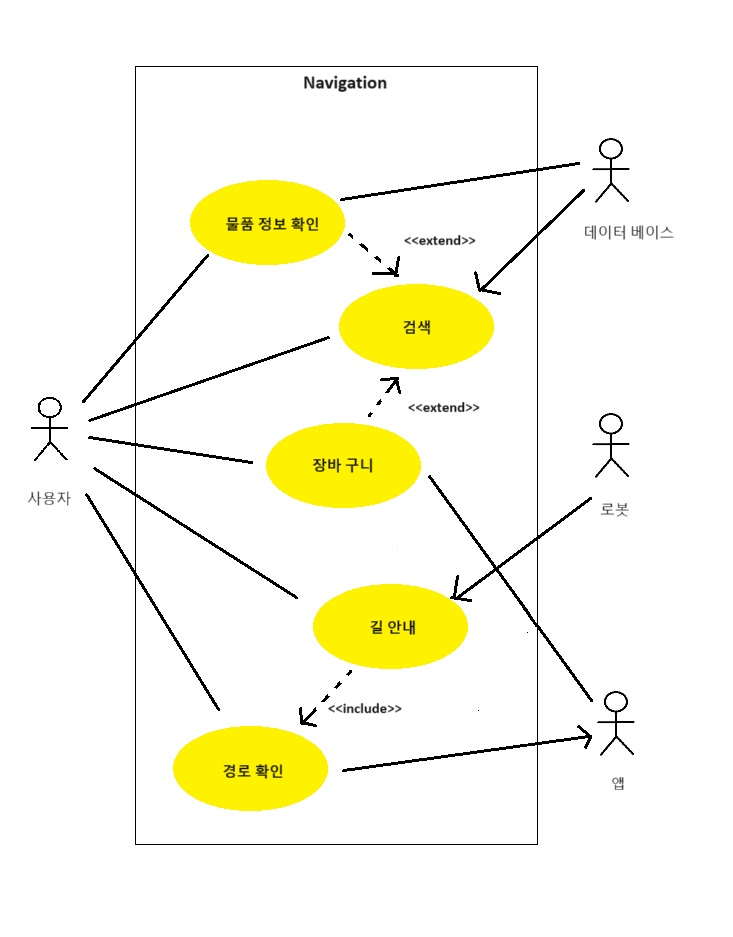 Navigation
물품 정보 확인
<<extend>>
데이터 베이스
검색
<<extend>>
장바 구니
사용자
로봇
길 안내
<<include>>
경로 확인
앱